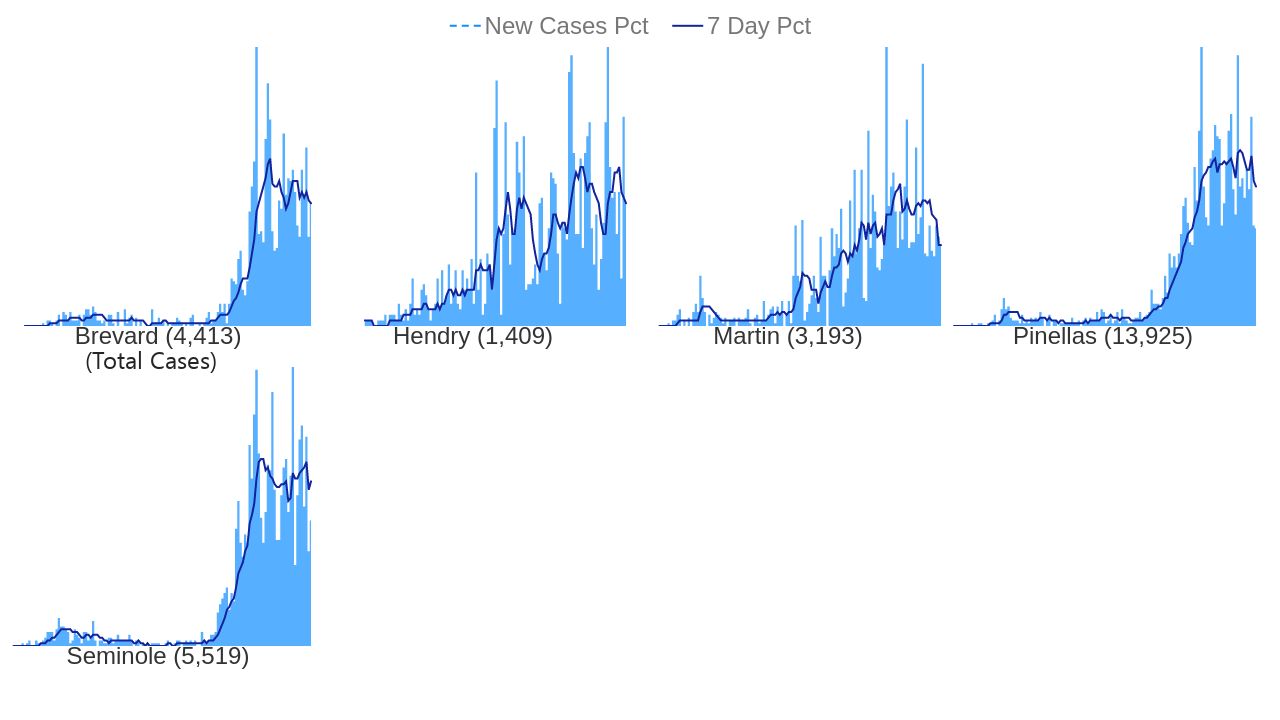 New Cases Pct 7 Day Pct
Brevard (4,413) Hendry (1,409) Martin (3,193) Pinellas (13,925)
(Total Cases)
Seminole (5,519)